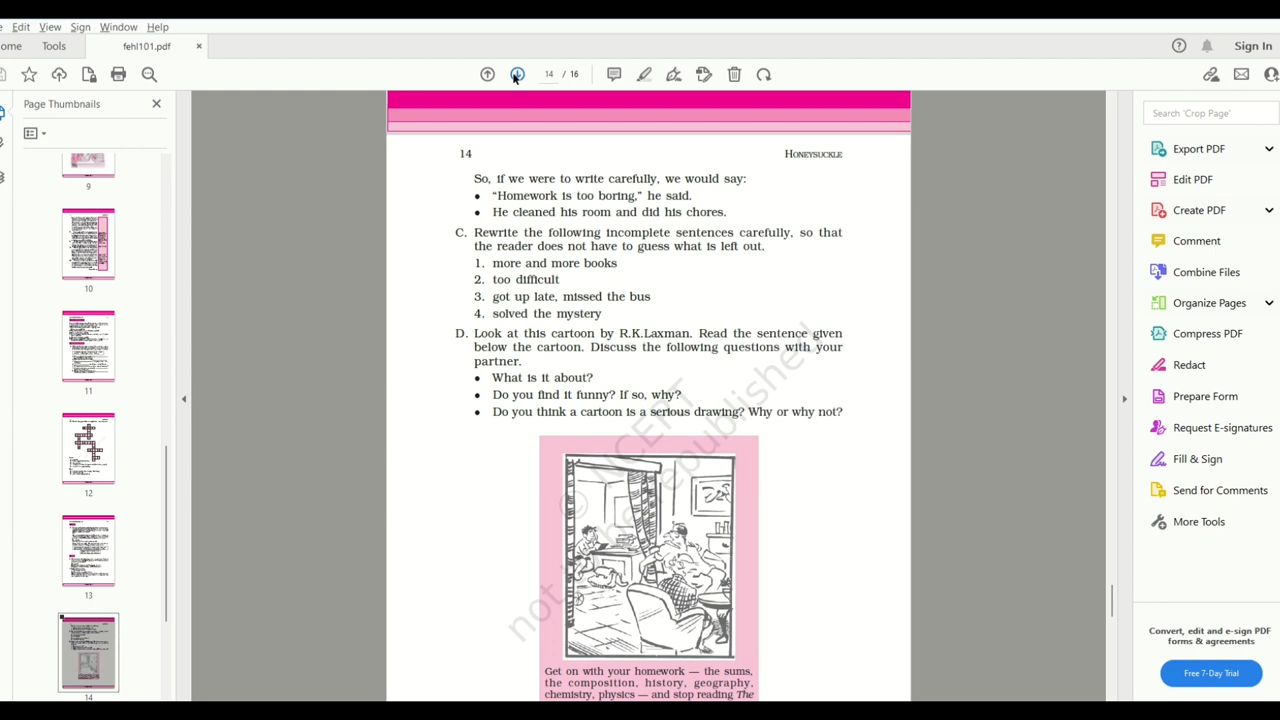 Edit View Sign Window Help
ome Tools fehl101.pdf × Sign In
14 / 16
Page Thumbnails
9
10
11
12
13
14
14 HONEYSUCKLE
So, if we were to write carefully, we would say:
• “Homework is too boring,” he said.
• He cleaned his room and did his chores.
C. Rewrite the following incomplete sentences carefully, so that
the reader does not have to guess what is left out.
1. more and more books
2. too difficult
3. got up late, missed the bus
4. solved the mystery
D. Look at this cartoon by R.K.Laxman. Read the sentence given
below the cartoon. Discuss the following questions with your
partner.
• What is it about?
• Do you find it funny? If so, why?
• Do you think a cartoon is a serious drawing? Why or why not?
© NCERT
not be republished
Get on with your homework — the sums,
the composition, history, geography,
chemistry, physics — and stop reading The
Search 'Crop Page'
Export PDF
Edit PDF
Create PDF
Comment
Combine Files
Organize Pages
Compress PDF
Redact
Prepare Form
Request E-signatures
Fill & Sign
Send for Comments
More Tools
Convert, edit and e-sign PDF
forms & agreements
Free 7-Day Trial